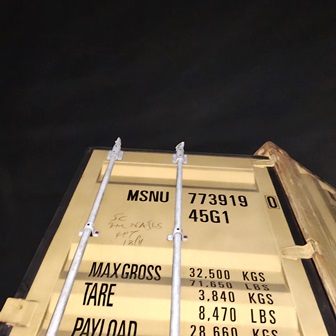 MSNU 773919 0
45G1
MAX GROSS 32,500 KGS
71,650 LBS
TARE 3,840 KGS
8,470 LBS
PAYLOAD 28,660 KGS